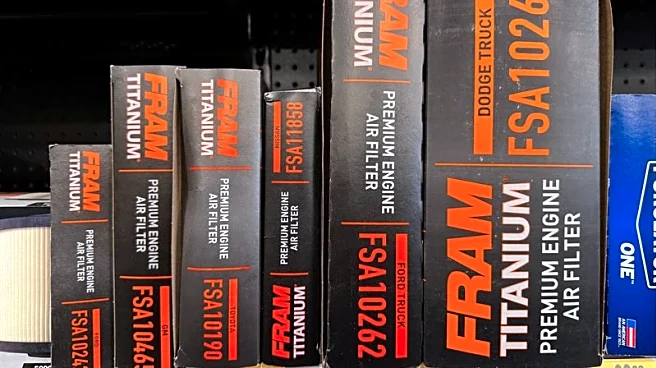 FRAM
TITANIUM
PREMIUM ENGINE
AIR FILTER
FORD
FRAM
TITANIUM
PREMIUM ENGINE
AIR FILTER
GM
FRAM
TITANIUM
PREMIUM ENGINE
AIR FILTER
TOYOTA
FSA10190
NISSAN
FSA11858
PREMIUM ENGINE
AIR FILTER
FRAM
TITANIUM
PREMIUM ENGINE
AIR FILTER
FORD TRUCK
FSA10262
DODGE TRUCK
FRAM
TITANIUM
PREMIUM ENGINE
AIR FILTER
ONE